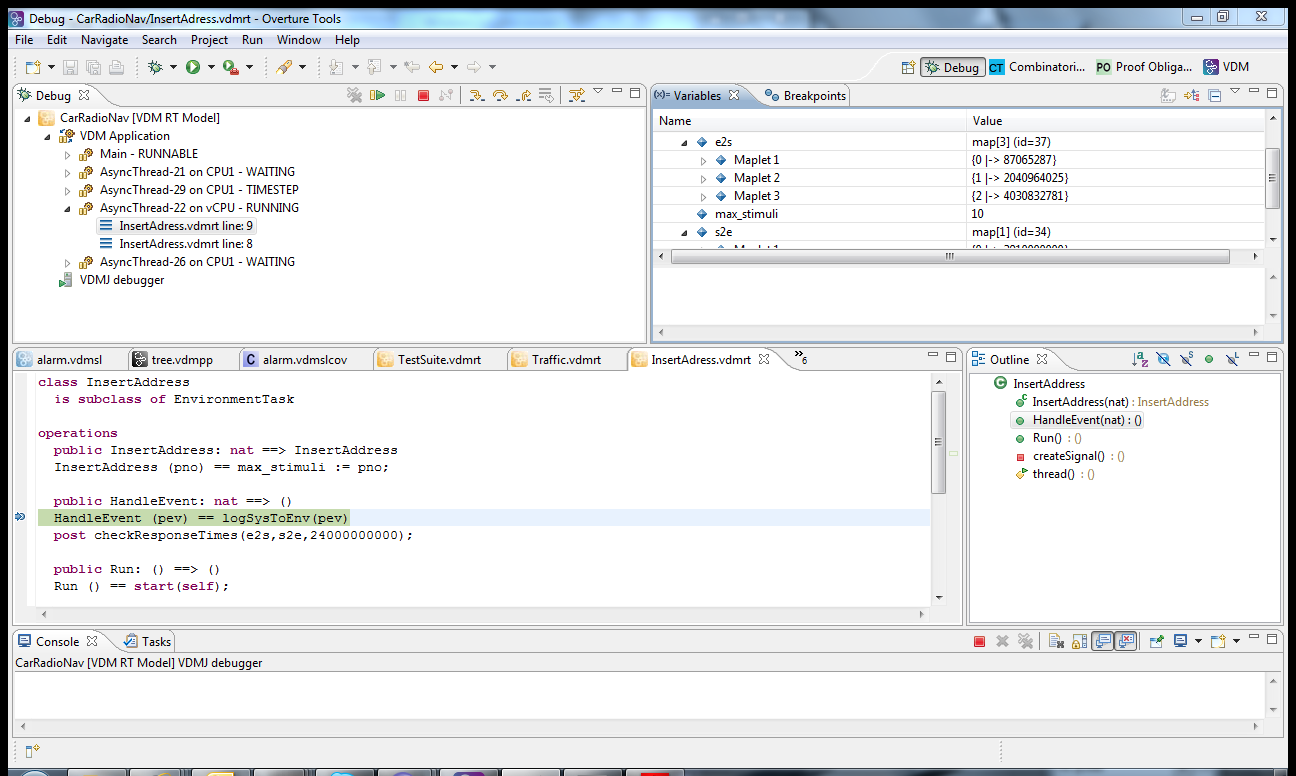 Debug - CarRadioNav/InsertAdress.vdmrt - Overture Tools
File Edit Navigate Search Project Run Window Help
Debug CT Combinatori... PO Proof Obliga... VDM
Debug
CarRadioNav [VDM RT Model]
VDM Application
Main - RUNNABLE
AsyncThread-21 on CPU1 - WAITING
AsyncThread-29 on CPU1 - TIMESTEP
AsyncThread-22 on vCPU - RUNNING
InsertAdress.vdmrt line: 9
InsertAdress.vdmrt line: 8
AsyncThread-26 on CPU1 - WAITING
VDMJ debugger
(x)= Variables Breakpoints
Name Value
e2s map[3] (id=37)
Maplet 1 {0 |-> 87065287}
Maplet 2 {1 |-> 2040964025}
Maplet 3 {2 |-> 4030832781}
max_stimuli 10
s2e map[1] (id=34)
alarm.vdmsl tree.vdmpp C alarm.vdmslcov TestSuite.vdmrt Traffic.vdmrt InsertAdress.vdmrt »6
class InsertAddress
is subclass of EnvironmentTask
operations
public InsertAddress: nat ==> InsertAddress
InsertAddress (pno) == max_stimuli := pno;
public HandleEvent: nat ==> ()
HandleEvent (pev) == logSysToEnv(pev)
post checkResponseTimes(e2s,s2e,24000000000);
public Run: () ==> ()
Run () == start(self);
Outline
InsertAddress
InsertAddress(nat) : InsertAddress
HandleEvent(nat) : ()
Run() : ()
createSignal() : ()
thread() : ()
Console Tasks
CarRadioNav [VDM RT Model] VDMJ debugger